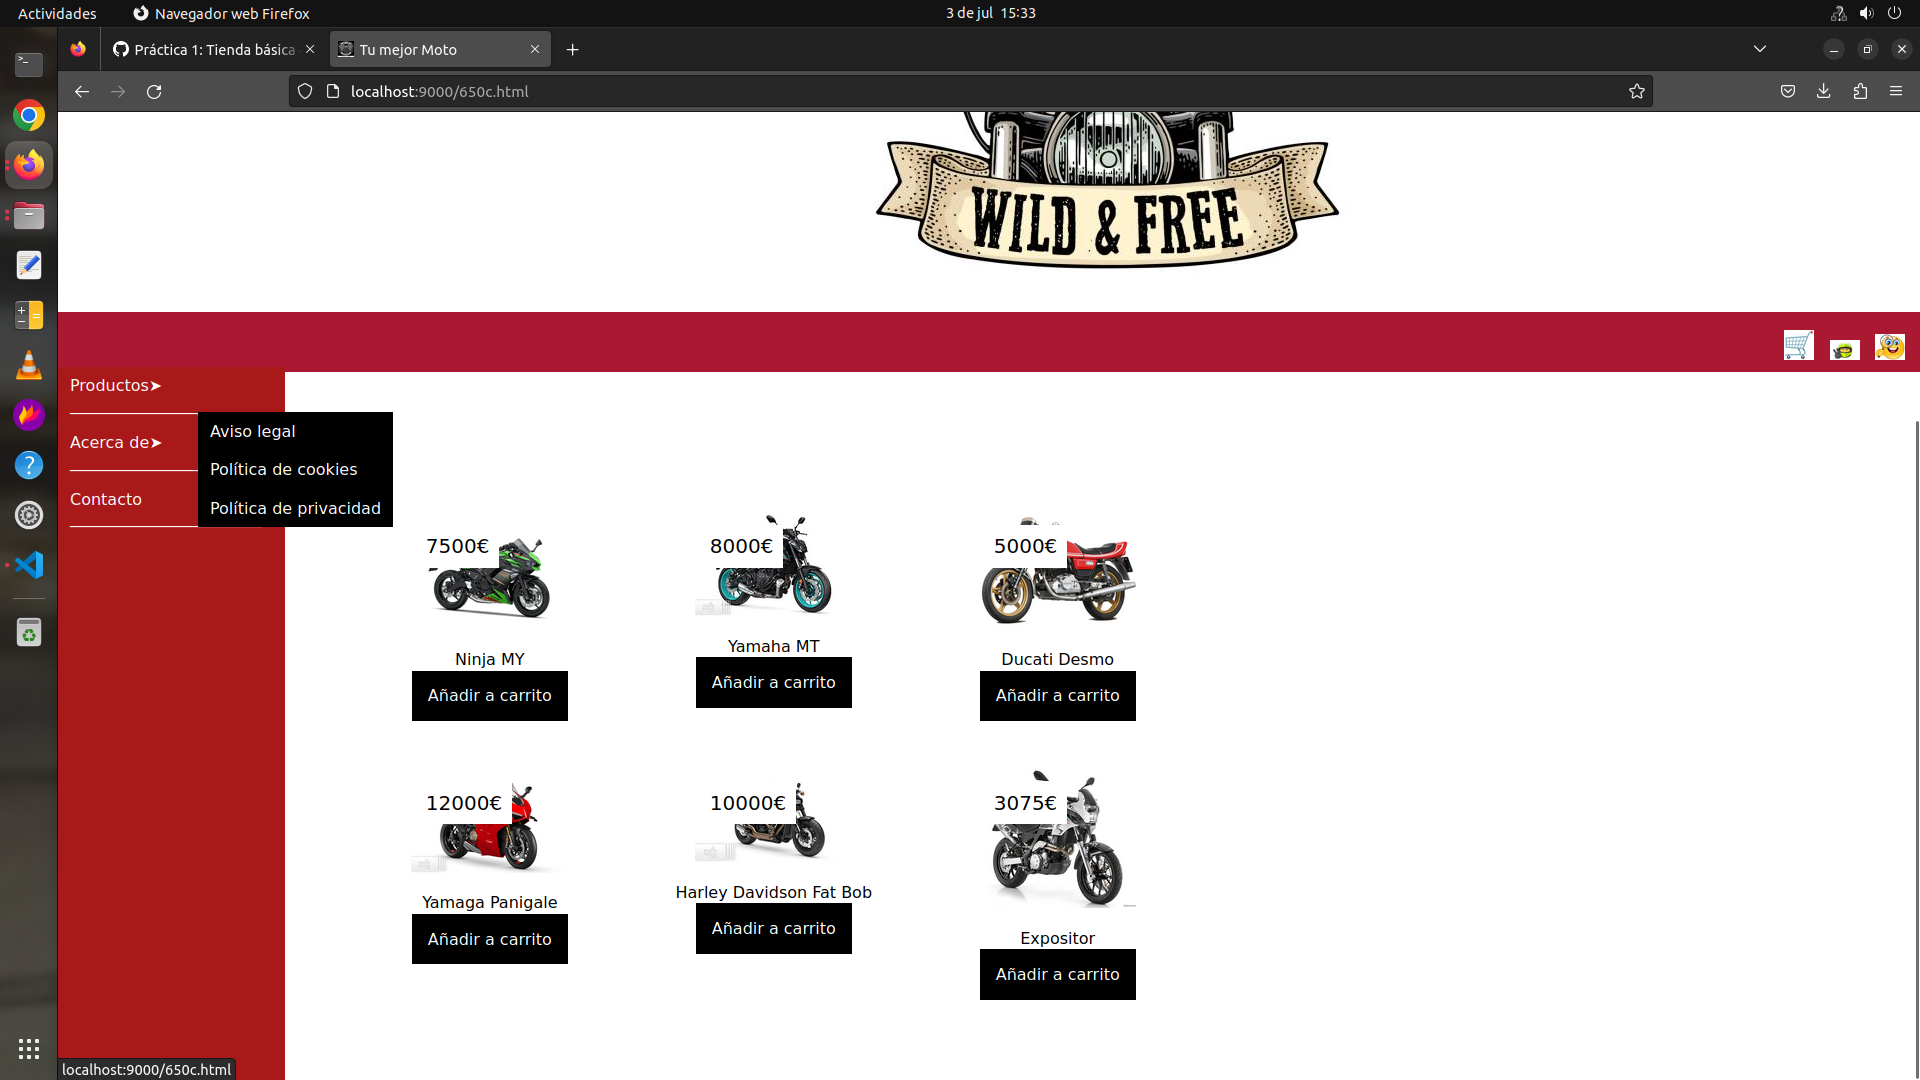 Actividades
Navegador web Firefox
3 de jul 15:33
Práctica 1: Tienda básica
Tu mejor Moto
localhost:9000/650c.html
WILD & FREE
Productos➤
Acerca de➤
Contacto
Aviso legal
Política de cookies
Política de privacidad
7500€
8000€
5000€
Ninja MY
Yamaha MT
Ducati Desmo
Añadir a carrito
Añadir a carrito
Añadir a carrito
12000€
10000€
3075€
Yamaga Panigale
Harley Davidson Fat Bob
Expositor
Añadir a carrito
Añadir a carrito
Añadir a carrito
localhost:9000/650c.html